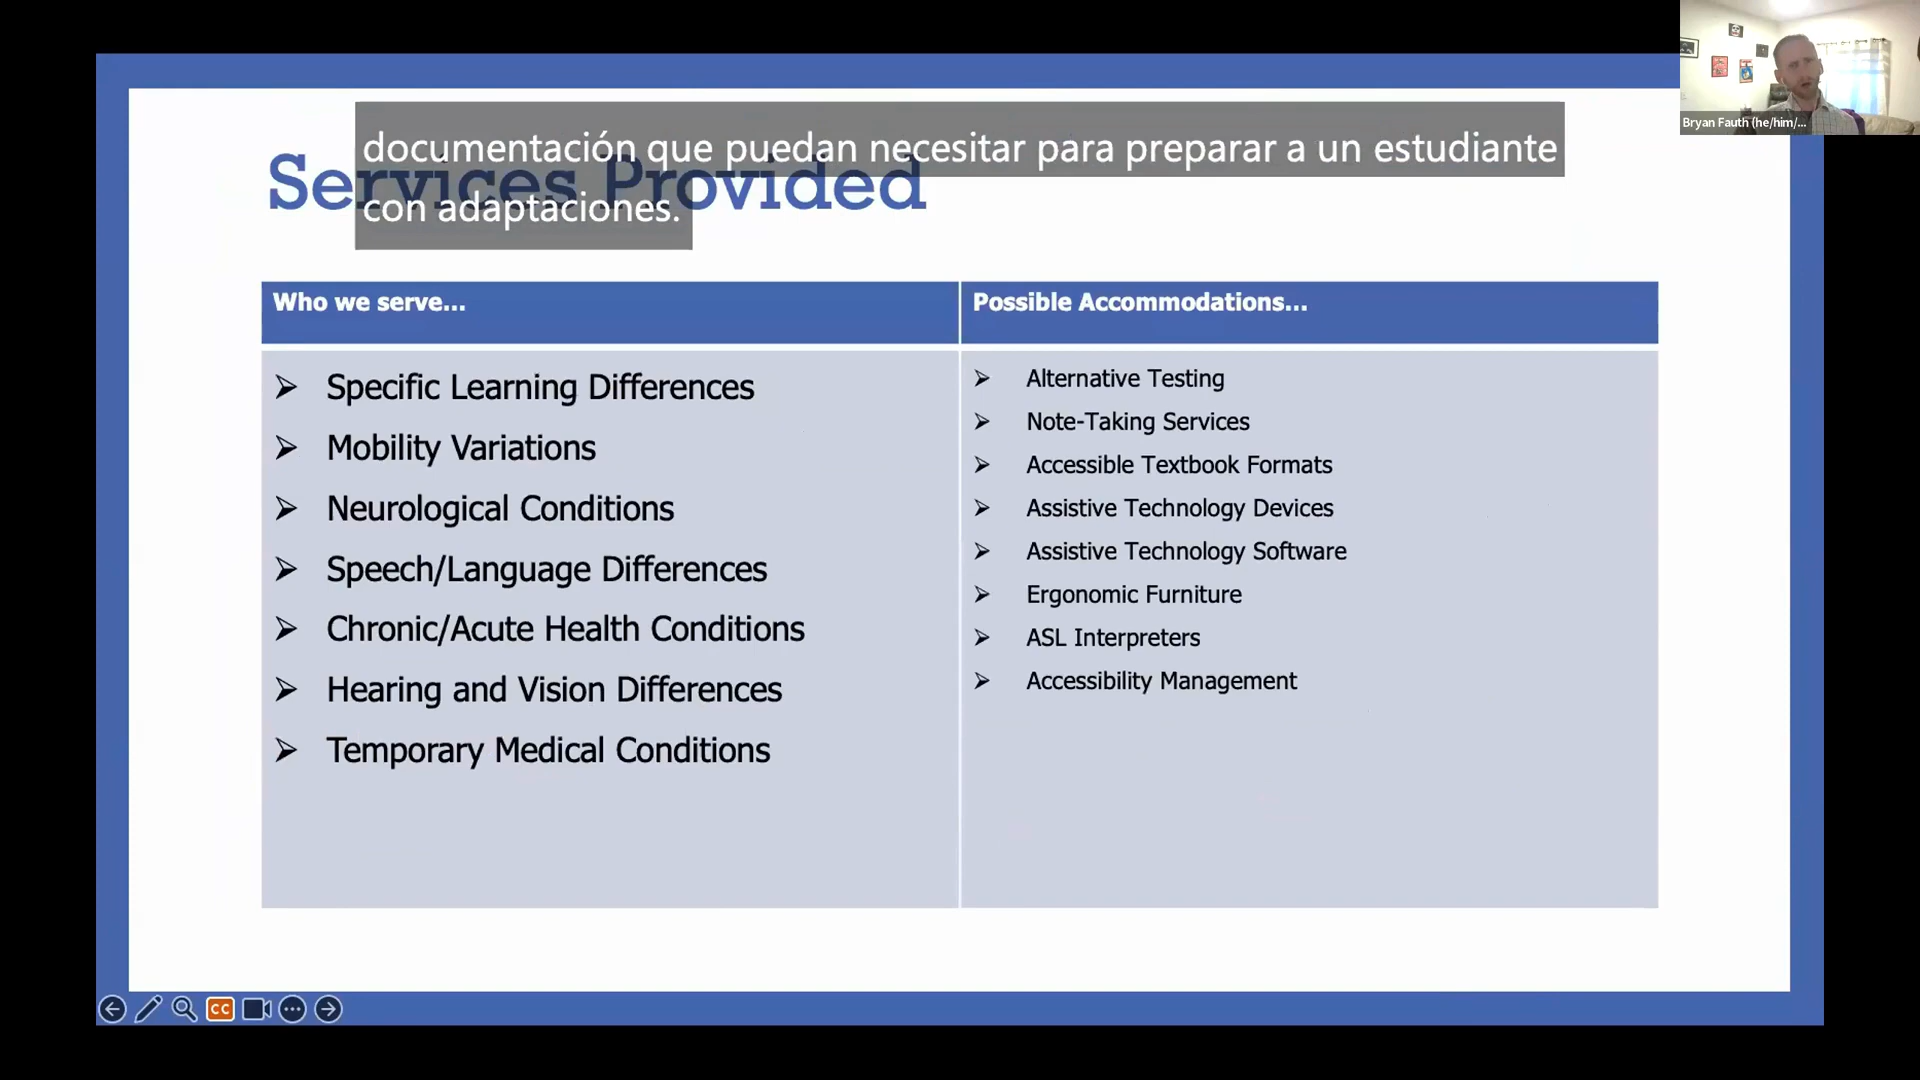 Bryan Fauth (he/him/...
documentación que puedan necesitar para preparar a un estudiante
con adaptaciones.
Services Provided
Who we serve...
Possible Accommodations...
Specific Learning Differences
Mobility Variations
Neurological Conditions
Speech/Language Differences
Chronic/Acute Health Conditions
Hearing and Vision Differences
Temporary Medical Conditions
Alternative Testing
Note-Taking Services
Accessible Textbook Formats
Assistive Technology Devices
Assistive Technology Software
Ergonomic Furniture
ASL Interpreters
Accessibility Management
CC